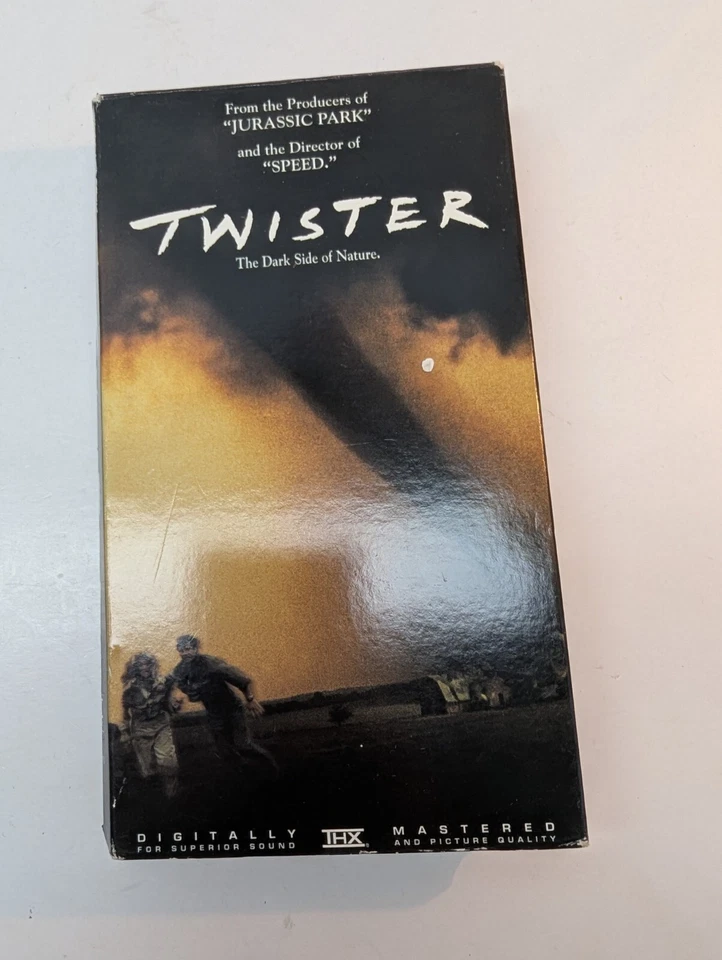 From the Producers of
"JURASSIC PARK"
and the Director of
"SPEED."
TWISTER
The Dark Side of Nature.
DIGITALLY THX MASTERED
FOR SUPERIOR SOUND AND PICTURE QUALITY